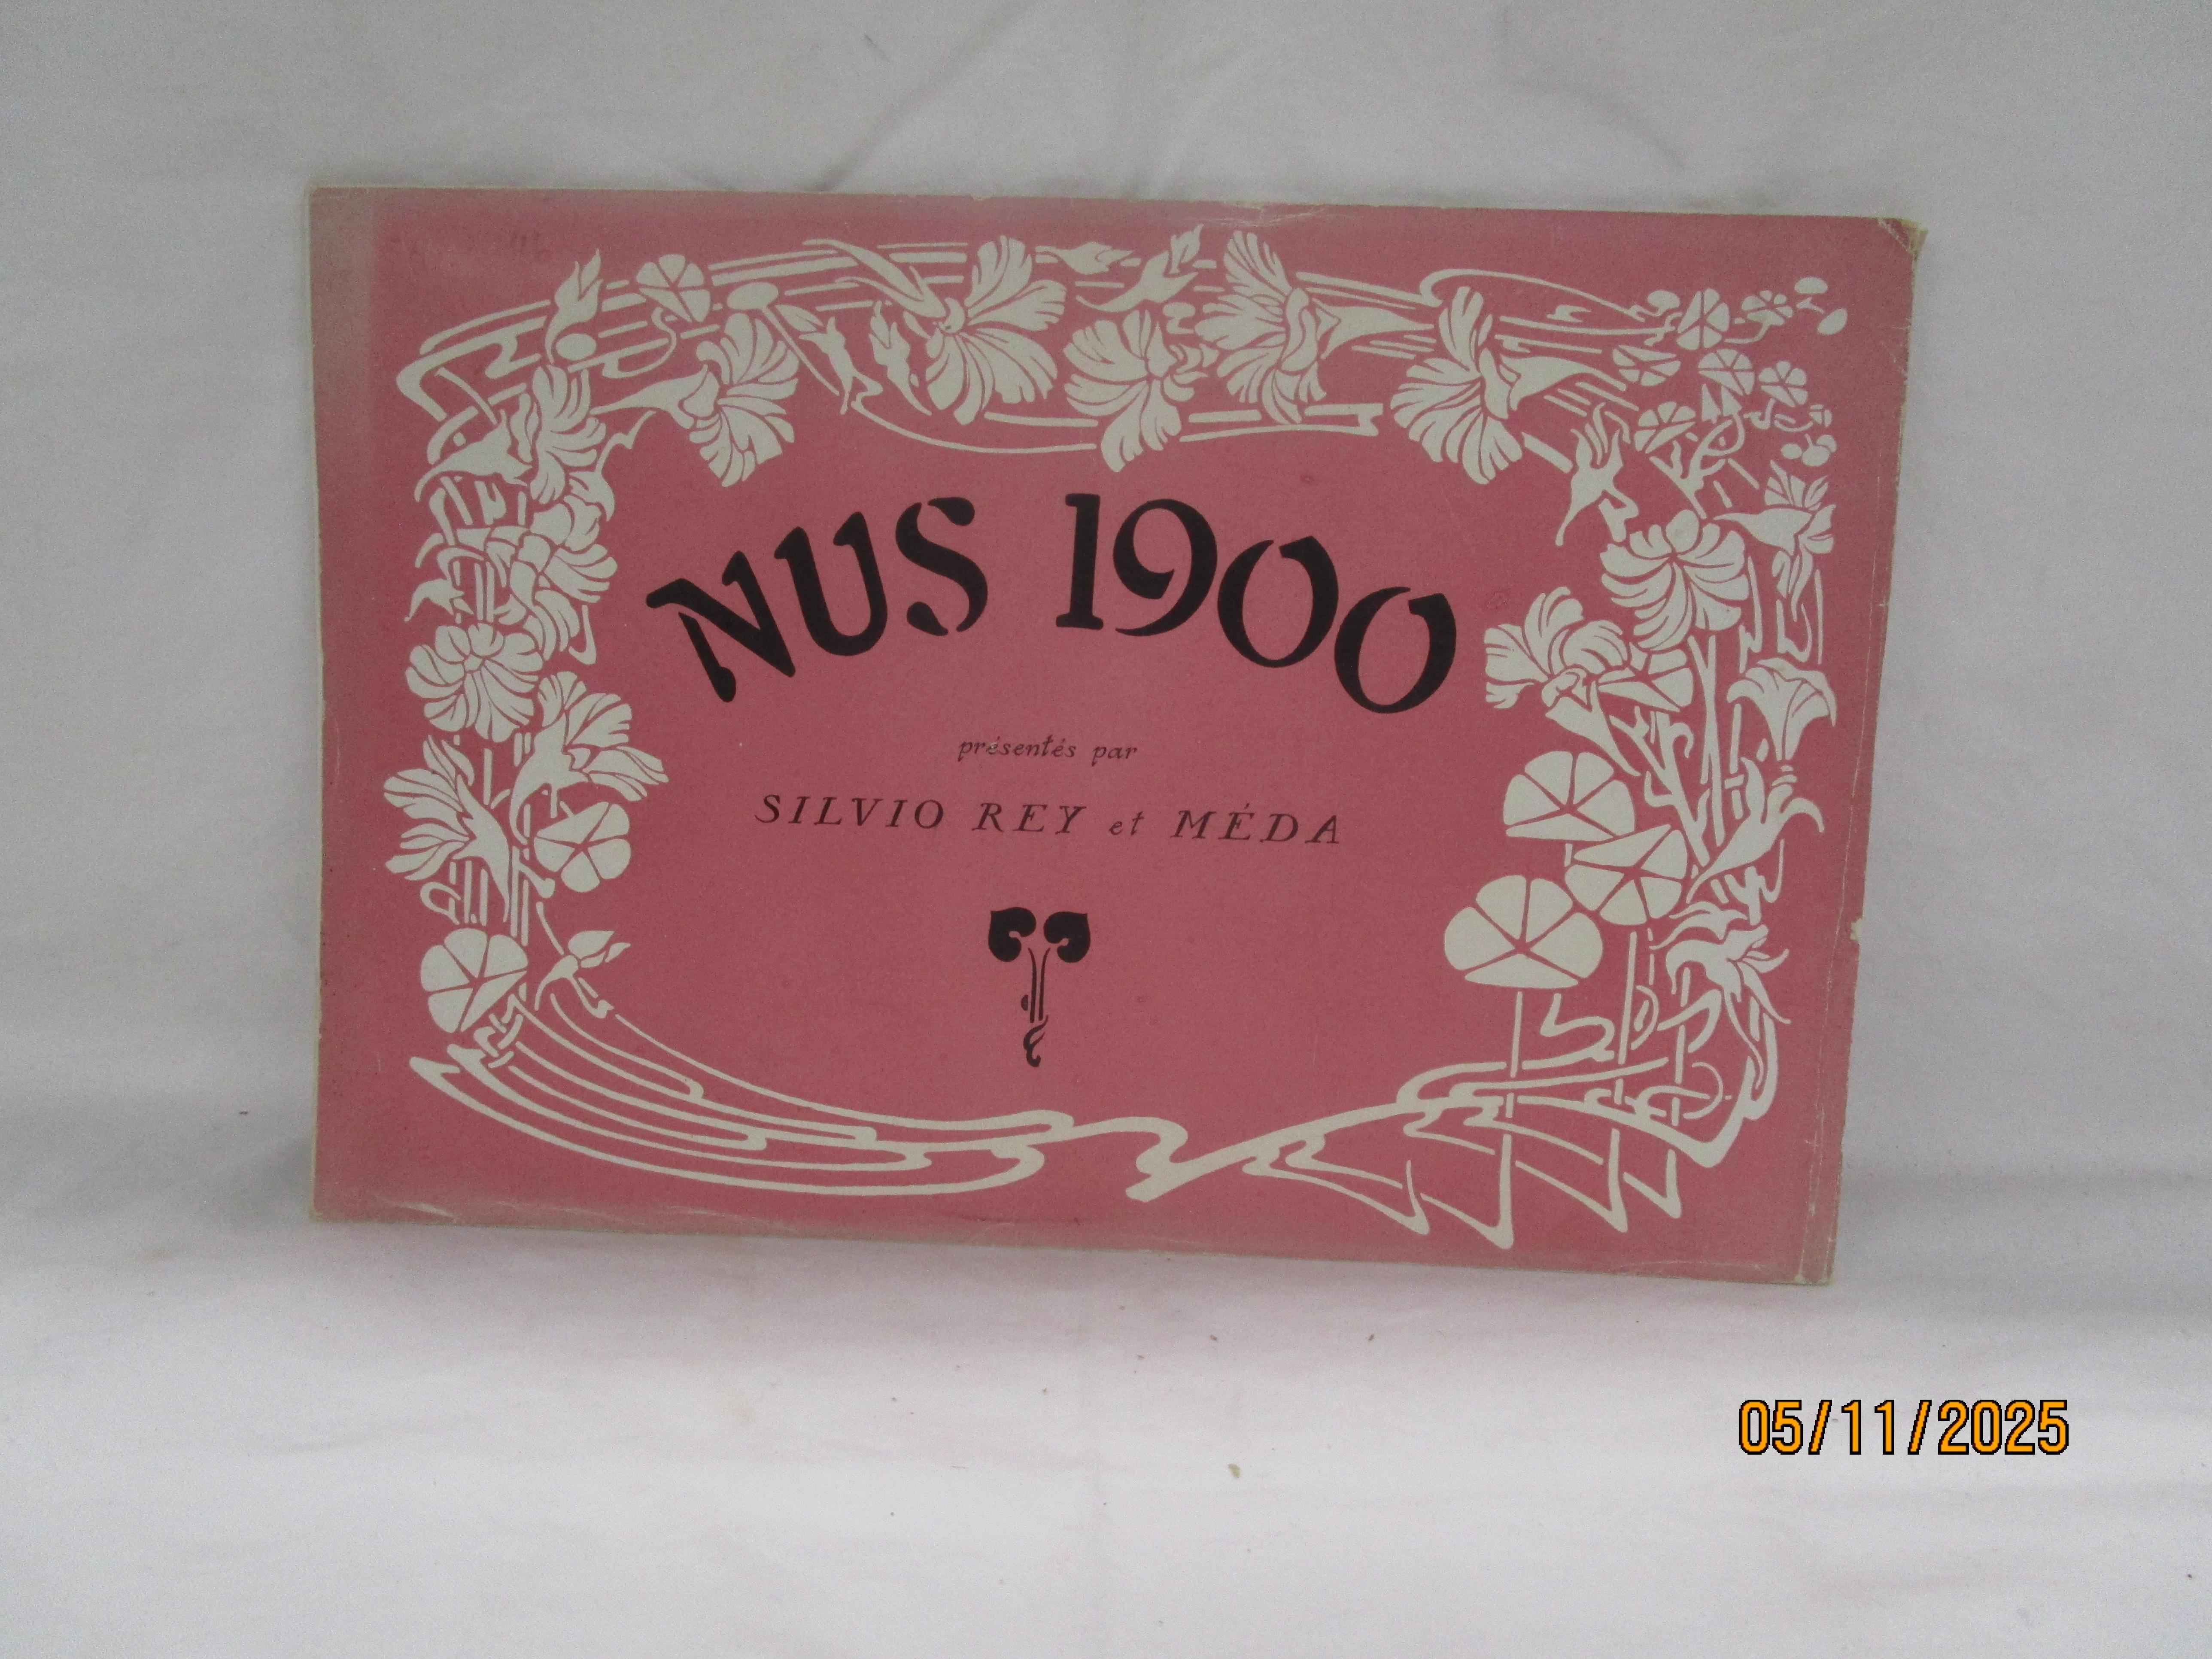 NUS 1900
présentés par
SILVIO REY et MÉDA
05/11/2025